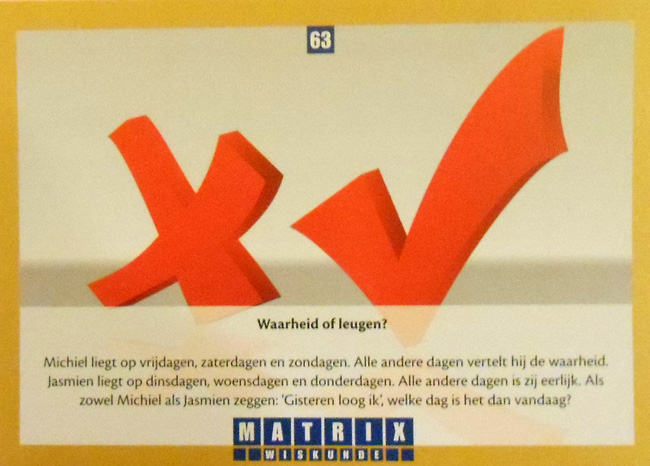 63
Waarheid of leugen?
Michiel liegt op vrijdagen, zaterdagen en zondagen. Alle andere dagen vertelt hij de waarheid.
Jasmien liegt op dinsdagen, woensdagen en donderdagen. Alle andere dagen is zij eerlijk. Als
zowel Michiel als Jasmien zeggen: ‘Gisteren loog ik’, welke dag is het dan vandaag?
MATRIX
WISKUNDE